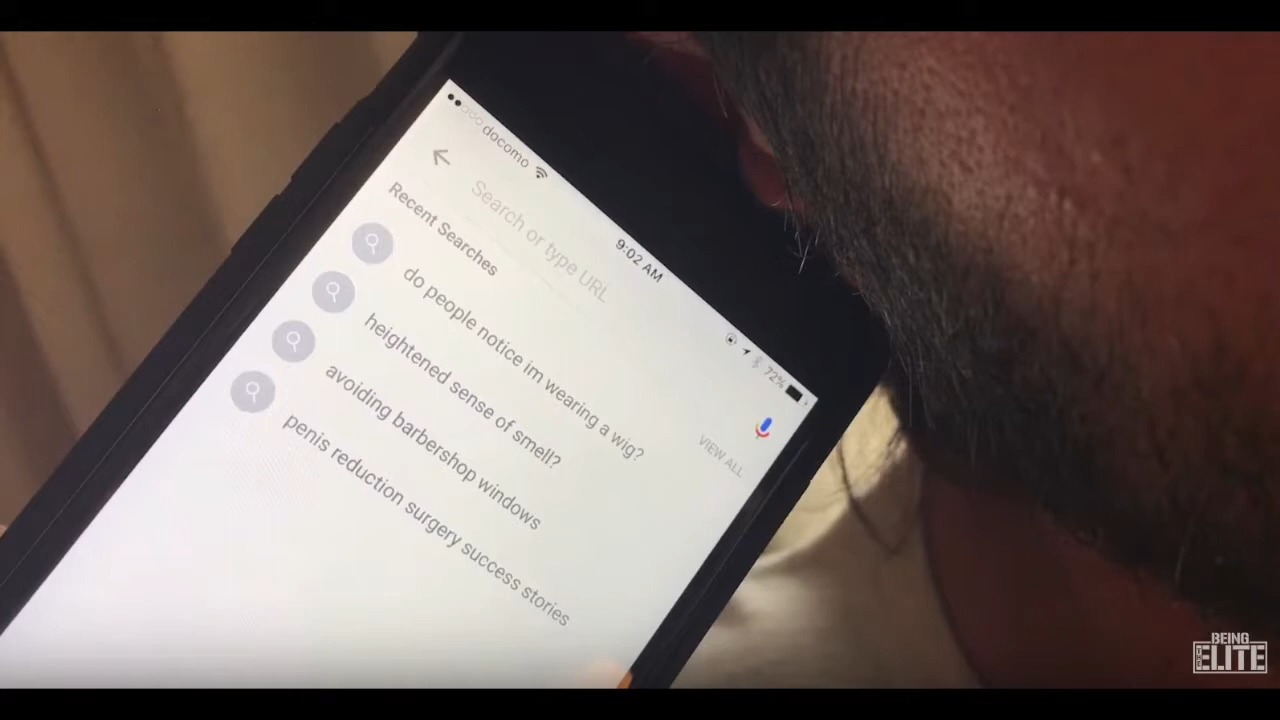 docomo
9:02 AM
72%
Search or type URL
Recent Searches
VIEW ALL
do people notice im wearing a wig?
heightened sense of smell?
avoiding barbershop windows
penis reduction surgery success stories
BEING
THE ELITE